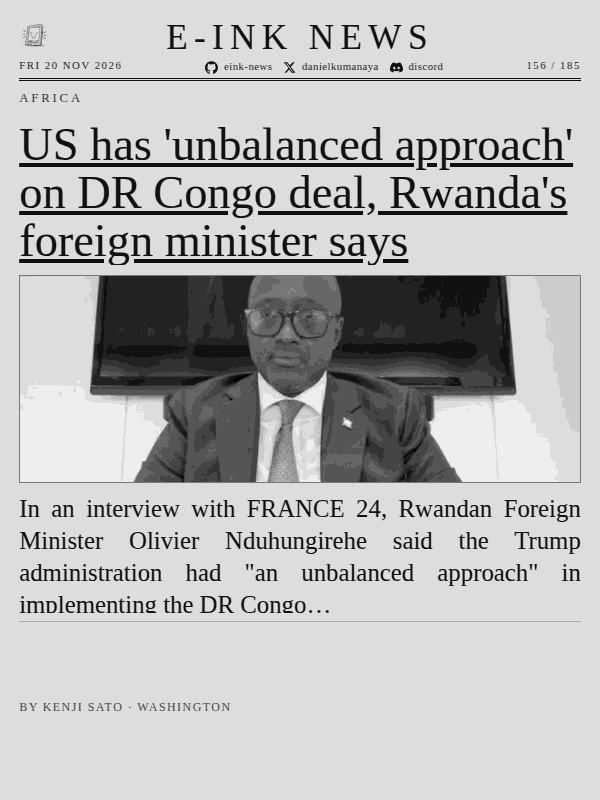 E-INK NEWS
FRI 20 NOV 2026
eink-news
danielkumanaya
discord
156 / 185
AFRICA
US has 'unbalanced approach'
on DR Congo deal, Rwanda's
foreign minister says
In an interview with FRANCE 24, Rwandan Foreign
Minister Olivier Nduhungirehe said the Trump
administration had "an unbalanced approach" in
implementing the DR Congo…
BY KENJI SATO · WASHINGTON